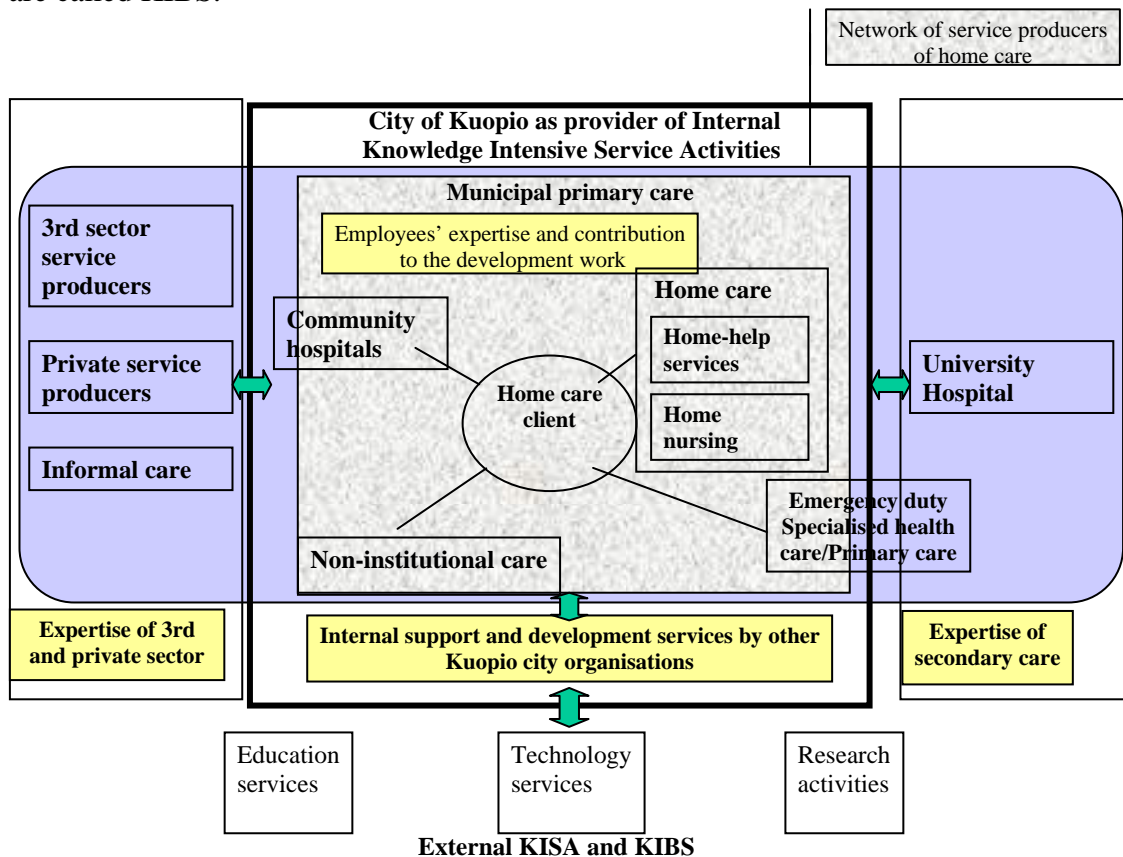 are called KIBS.
Network of service producers
of home care
City of Kuopio as provider of Internal
Knowledge Intensive Service Activities
Municipal primary care
Employees’ expertise and contribution
to the development work
3rd sector
service
producers
Private service
producers
Informal care
Community
hospitals
Home care
Home-help
services
Home
nursing
Home care
client
University
Hospital
Emergency duty
Specialised health
care/Primary care
Non-institutional care
Expertise of 3rd
and private sector
Internal support and development services by other
Kuopio city organisations
Expertise of
secondary care
Education
services
Technology
services
Research
activities
External KISA and KIBS